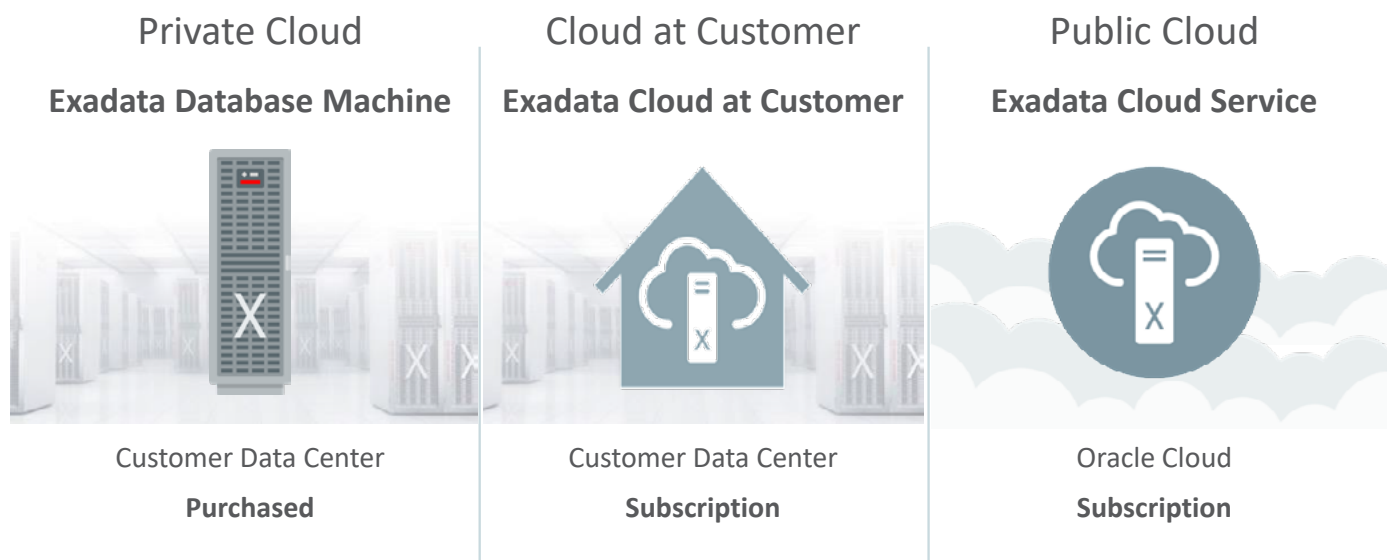 Private Cloud
Exadata Database Machine
X
Customer Data Center
Purchased
Cloud at Customer
Exadata Cloud at Customer
X
Customer Data Center
Subscription
Public Cloud
Exadata Cloud Service
X
Oracle Cloud
Subscription